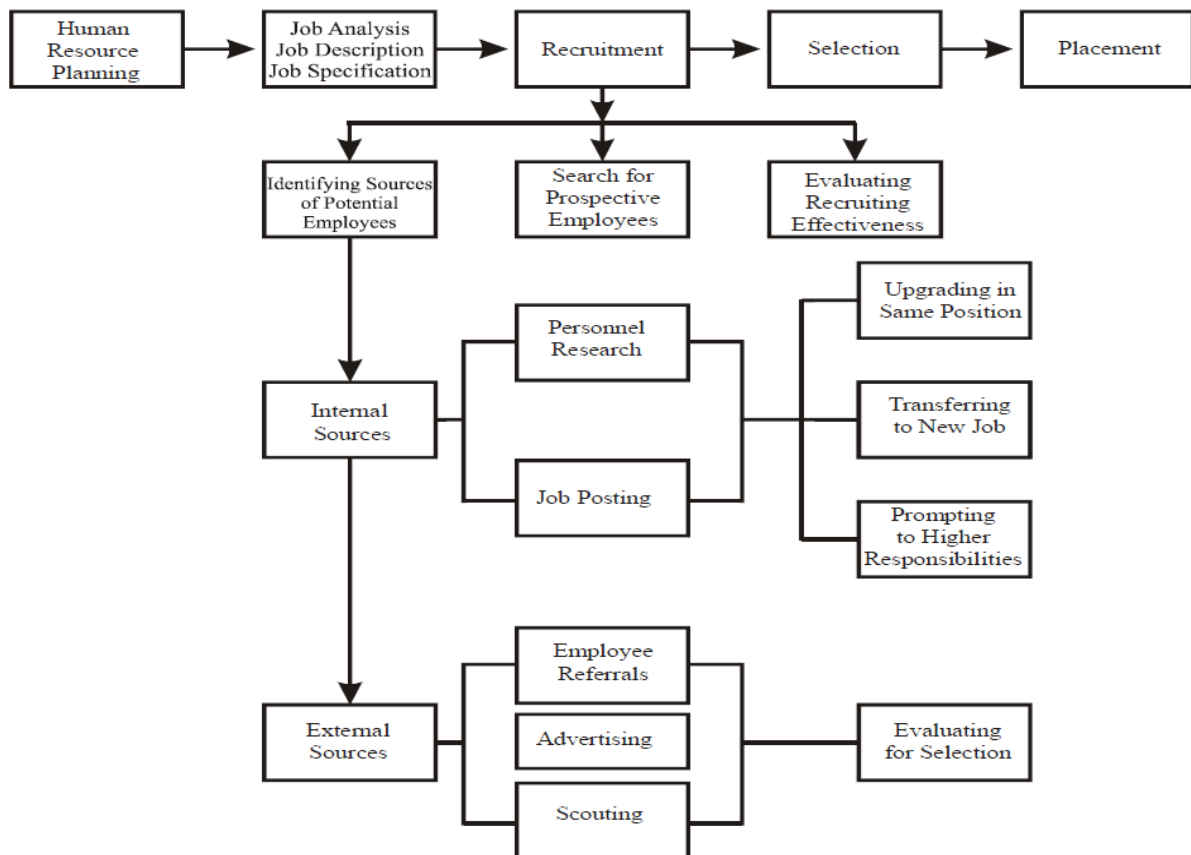 Human
Resource
Planning
Job Analysis
Job Description
Job Specification
Recruitment
Selection
Placement
Identifying Sources
of Potential
Employees
Search for
Prospective
Employees
Evaluating
Recruiting
Effectiveness
Upgrading in
Same Position
Personnel
Research
Internal
Sources
Transferring
to New Job
Job Posting
Prompting
to Higher
Responsibilities
Employee
Referrals
External
Sources
Advertising
Evaluating
for Selection
Scouting